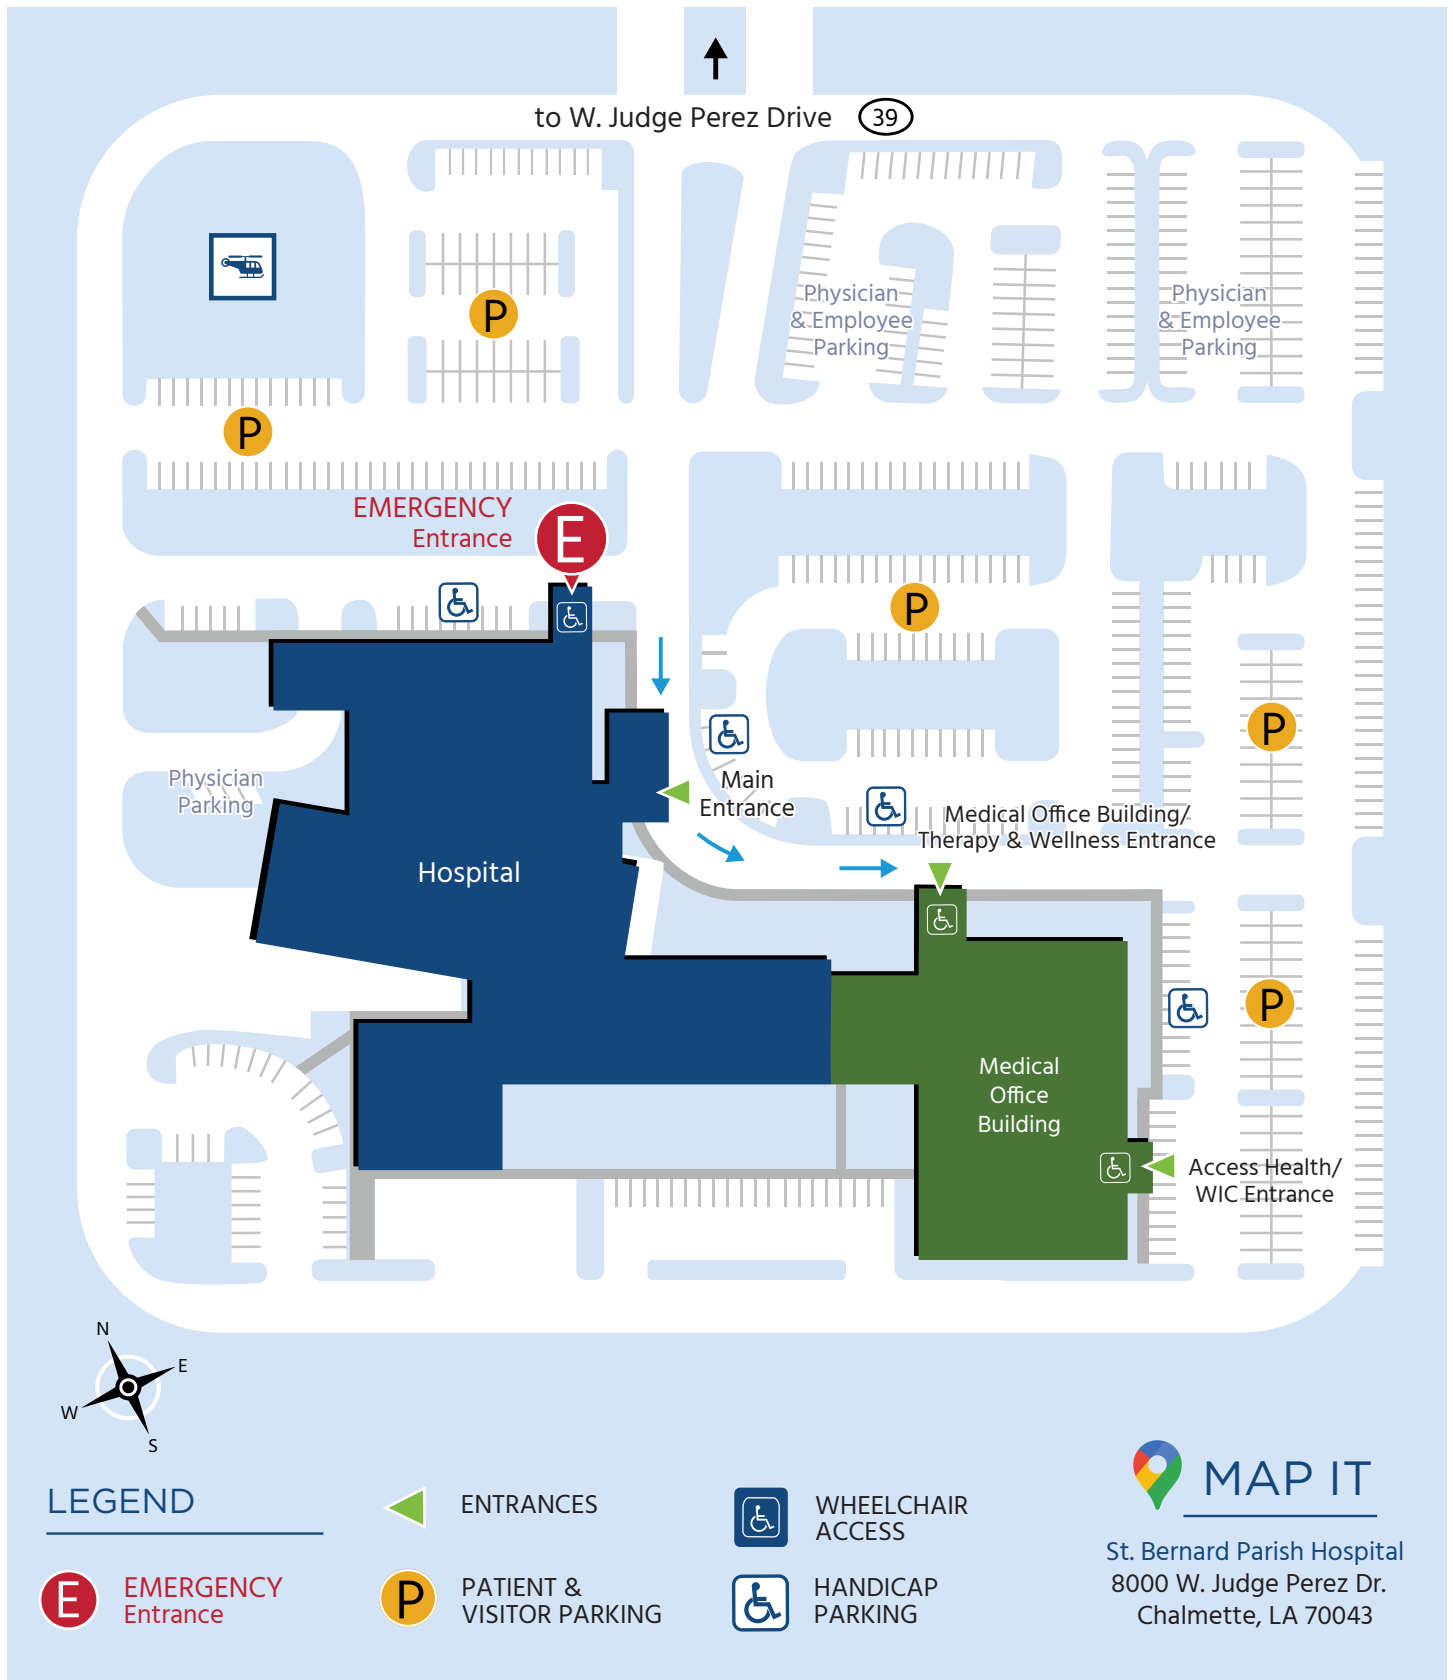 to W. Judge Perez Drive 39
Physician
& Employee
Parking
Physician
& Employee
Parking
P
P
EMERGENCY
Entrance
E
P
P
Physician
Parking
Main
Entrance
Medical Office Building/
Therapy & Wellness Entrance
Hospital
P
Medical
Office
Building
Access Health/
WIC Entrance
N
E
W
S
LEGEND
E
EMERGENCY
Entrance
ENTRANCES
P
PATIENT &
VISITOR PARKING
WHEELCHAIR
ACCESS
HANDICAP
PARKING
MAP IT
St. Bernard Parish Hospital
8000 W. Judge Perez Dr.
Chalmette, LA 70043